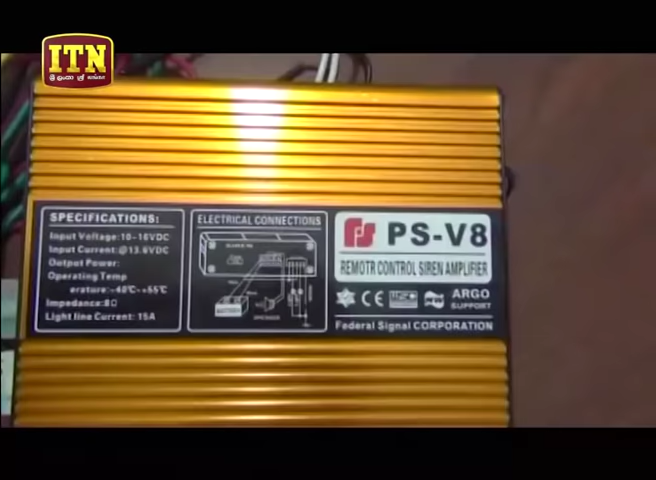 ITN
ශ්‍රී ලංකා இலங்கை
SPECIFICATIONS:
Input Voltage:10-16VDC
Input Current:@13.6VDC
Output Power:
Operating Temp
erature:-40℃-+55℃
Impedance:8Ω
Light line Current: 15A
ELECTRICAL CONNECTIONS
BATTERY
SPEAKER
PS-V8
REMOTR CONTROL SIREN AMPLIFIER
CE
ARGO
SUPPORT
Federal Signal CORPORATION